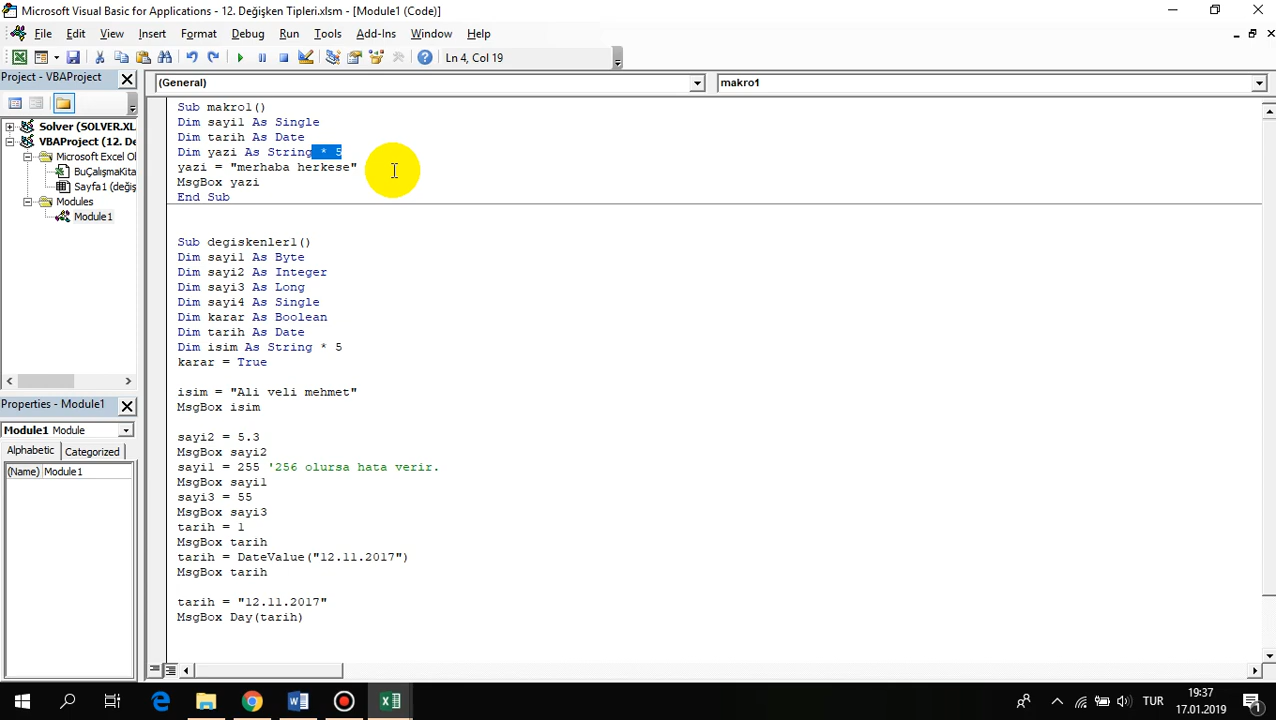 Microsoft Visual Basic for Applications - 12. Değişken Tipleri.xlsm - [Module1 (Code)]
File Edit View Insert Format Debug Run Tools Add-Ins Window Help
Ln 4, Col 19
Project - VBAProject
(General)
makro1
Solver (SOLVER.XL
VBAProject (12. De
Microsoft Excel Ol
BuÇalışmaKita
Sayfa1 (değiş
Modules
Module1
Sub makro1()
Dim sayi1 As Single
Dim tarih As Date
Dim yazi As String * 5
yazi = "merhaba herkese"
MsgBox yazi
End Sub
Sub degiskenler1()
Dim sayi1 As Byte
Dim sayi2 As Integer
Dim sayi3 As Long
Dim sayi4 As Single
Dim karar As Boolean
Dim tarih As Date
Dim isim As String * 5
karar = True
isim = "Ali veli mehmet"
MsgBox isim
sayi2 = 5.3
MsgBox sayi2
sayi1 = 255 '256 olursa hata verir.
MsgBox sayi1
sayi3 = 55
MsgBox sayi3
tarih = 1
MsgBox tarih
tarih = DateValue("12.11.2017")
MsgBox tarih
tarih = "12.11.2017"
MsgBox Day(tarih)
Properties - Module1
Module1 Module
Alphabetic Categorized
(Name) Module1
TUR
19:37
17.01.2019
1